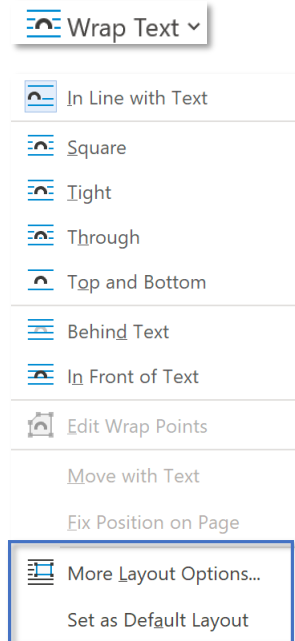 Wrap Text
In Line with Text
Square
Tight
Through
Top and Bottom
Behind Text
In Front of Text
Edit Wrap Points
Move with Text
Fix Position on Page
More Layout Options...
Set as Default Layout